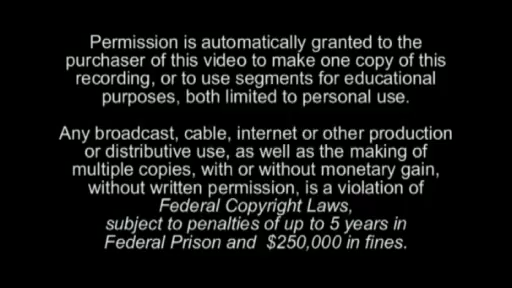 Permission is automatically granted to the
purchaser of this video to make one copy of this
recording, or to use segments for educational
purposes, both limited to personal use.
Any broadcast, cable, internet or other production
or distributive use, as well as the making of
multiple copies, with or without monetary gain,
without written permission, is a violation of
Federal Copyright Laws,
subject to penalties of up to 5 years in
Federal Prison and $250,000 in fines.